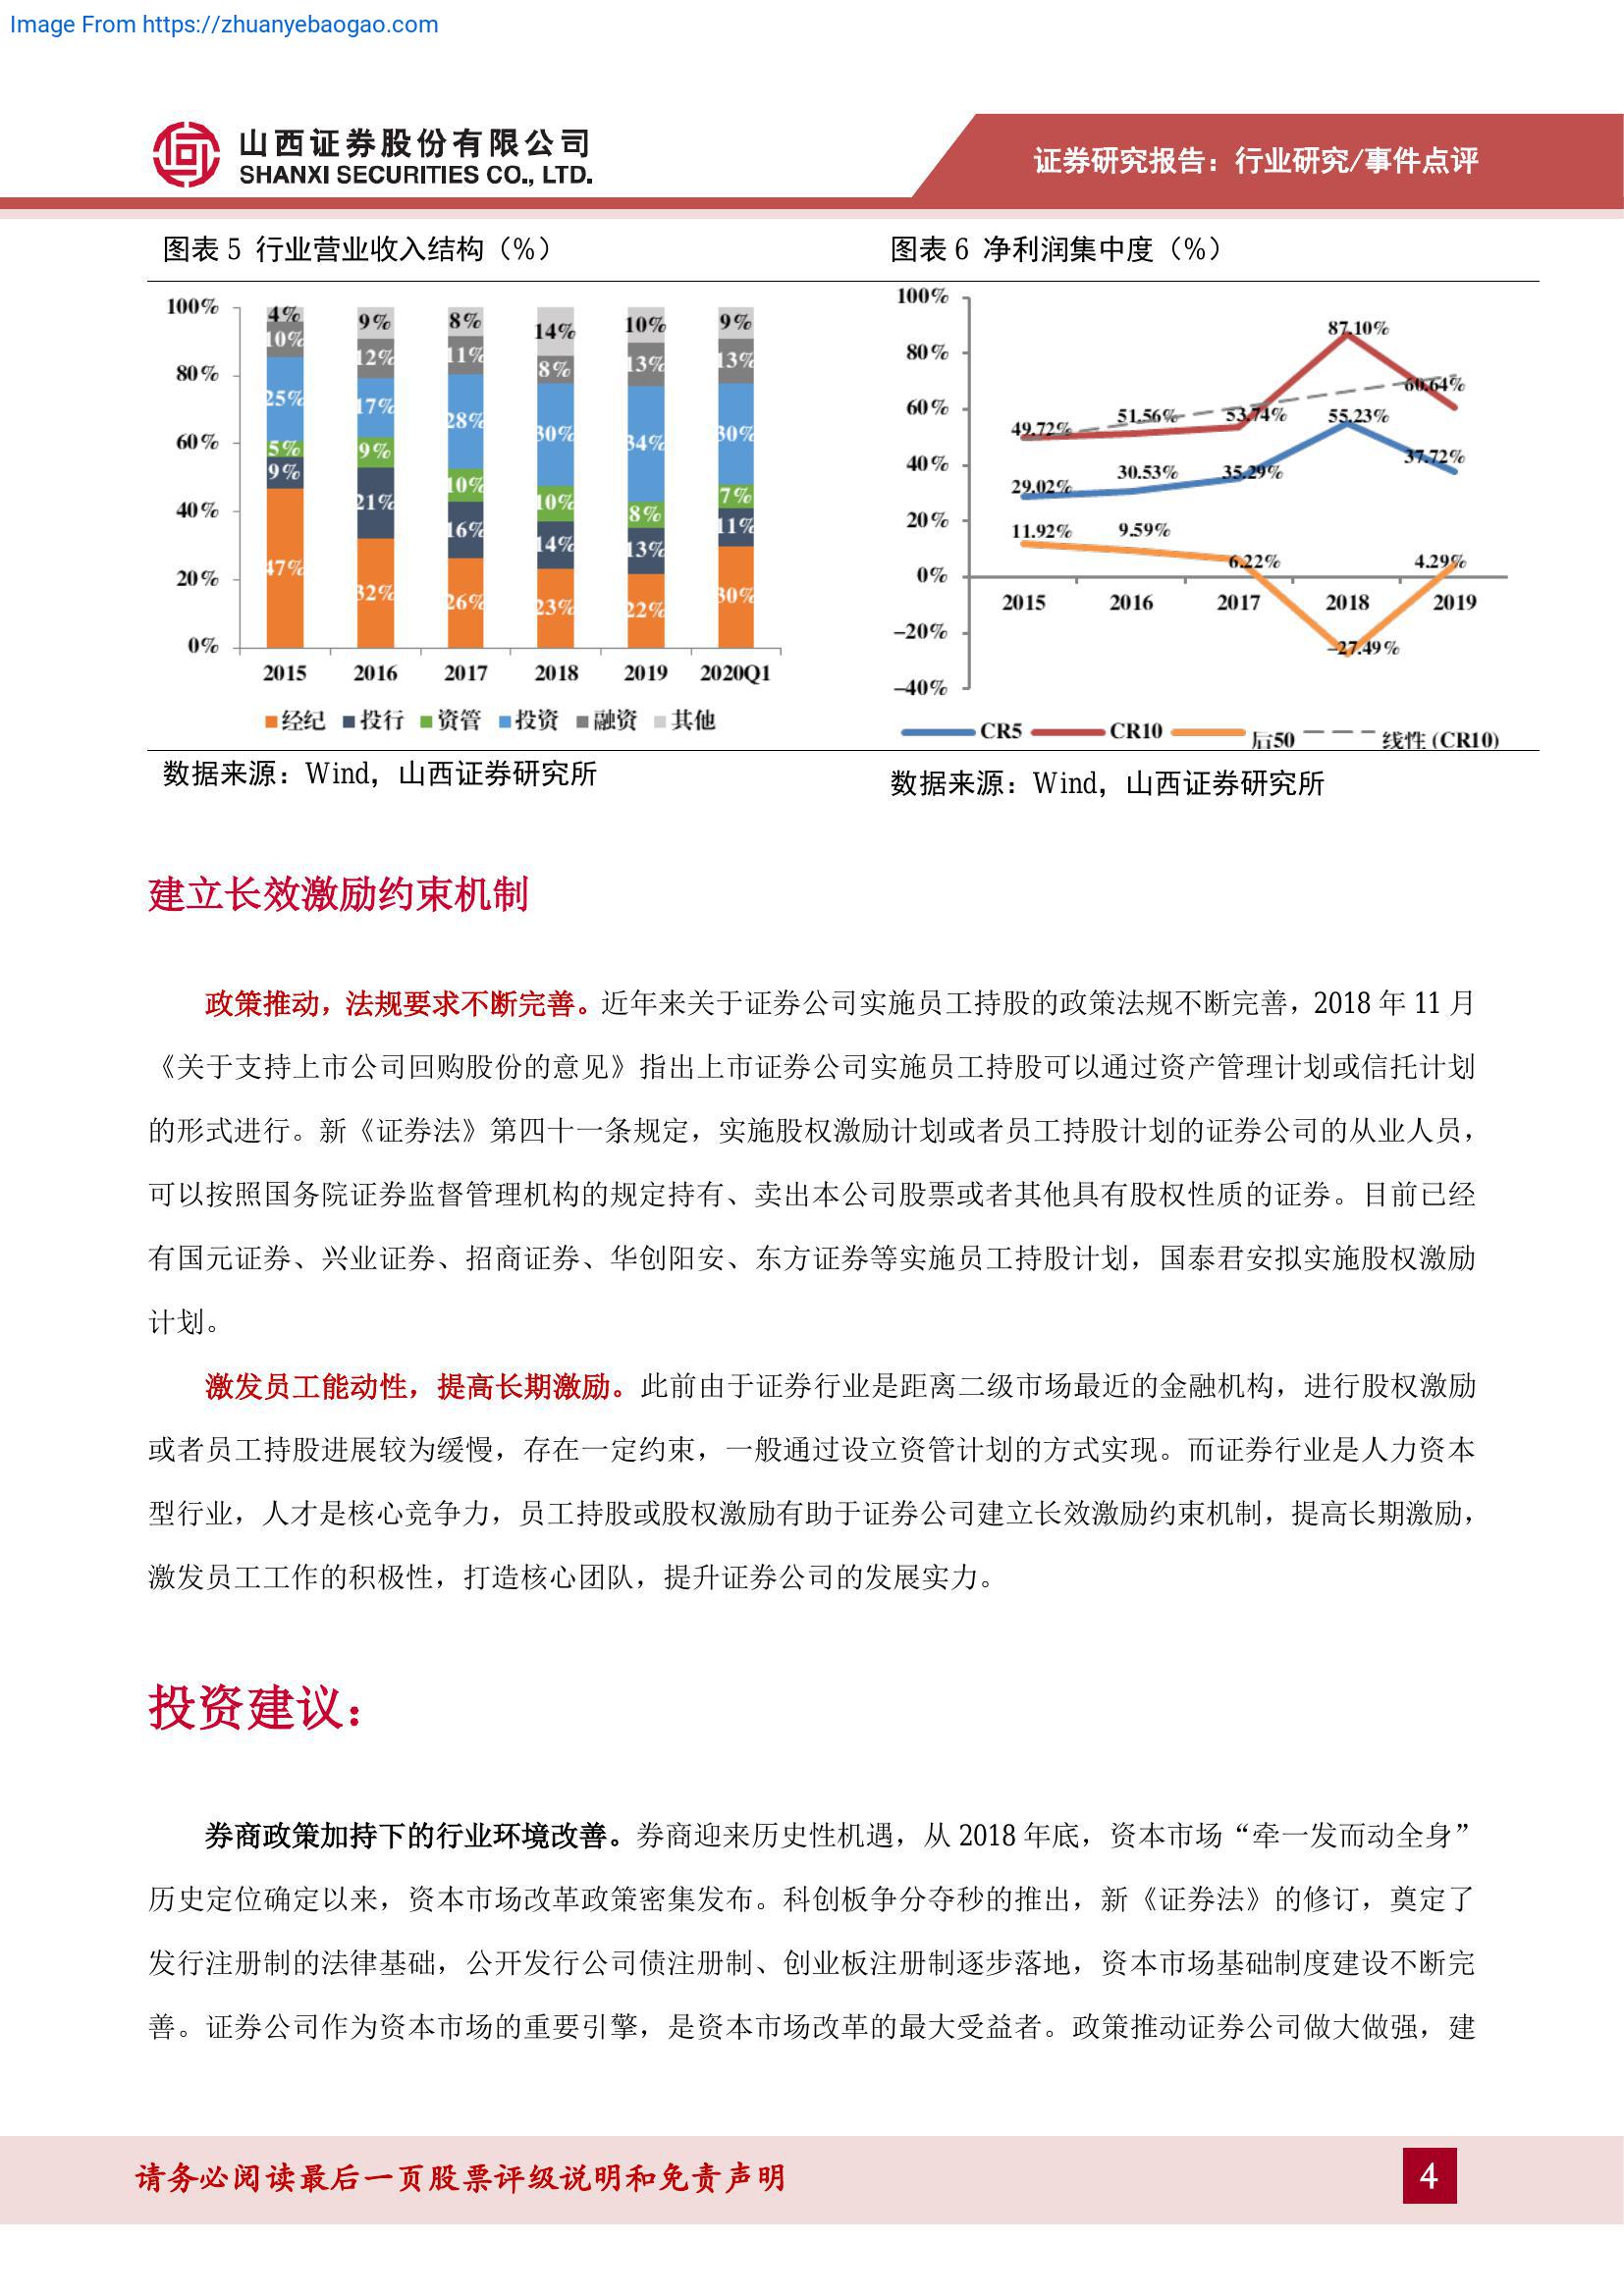 Image From https://zhuanyebaogao.com
山西证券股份有限公司
SHANXI SECURITIES CO., LTD.
证券研究报告：行业研究/事件点评
图表 5 行业营业收入结构（%）
100%
80%
60%
40%
20%
0%
4% 9% 8% 14% 10% 9%
10% 12% 11% 8% 13% 13%
25% 17% 28% 30% 34% 30%
5% 9% 10% 10% 8% 7%
9% 21% 16% 14% 13% 11%
47% 32% 26% 23% 22% 30%
2015 2016 2017 2018 2019 2020Q1
经纪 投行 资管 投资 融资 其他
数据来源：Wind，山西证券研究所
图表 6 净利润集中度（%）
100%
80%
60%
40%
20%
0%
-20%
-40%
49.72% 51.56% 53.74% 87.10% 60.64%
29.02% 30.53% 35.29% 55.23% 37.72%
11.92% 9.59% 6.22% -27.49% 4.29%
2015 2016 2017 2018 2019
CR5 CR10 后50 线性 (CR10)
数据来源：Wind，山西证券研究所
建立长效激励约束机制
政策推动，法规要求不断完善。近年来关于证券公司实施员工持股的政策法规不断完善，2018 年 11 月
《关于支持上市公司回购股份的意见》指出上市证券公司实施员工持股可以通过资产管理计划或信托计划
的形式进行。新《证券法》第四十一条规定，实施股权激励计划或者员工持股计划的证券公司的从业人员，
可以按照国务院证券监督管理机构的规定持有、卖出本公司股票或者其他具有股权性质的证券。目前已经
有国元证券、兴业证券、招商证券、华创阳安、东方证券等实施员工持股计划，国泰君安拟实施股权激励
计划。
激发员工能动性，提高长期激励。此前由于证券行业是距离二级市场最近的金融机构，进行股权激励
或者员工持股进展较为缓慢，存在一定约束，一般通过设立资管计划的方式实现。而证券行业是人力资本
型行业，人才是核心竞争力，员工持股或股权激励有助于证券公司建立长效激励约束机制，提高长期激励，
激发员工工作的积极性，打造核心团队，提升证券公司的发展实力。
投资建议：
券商政策加持下的行业环境改善。券商迎来历史性机遇，从 2018 年底，资本市场“牵一发而动全身”
历史定位确定以来，资本市场改革政策密集发布。科创板争分夺秒的推出，新《证券法》的修订，奠定了
发行注册制的法律基础，公开发行公司债注册制、创业板注册制逐步落地，资本市场基础制度建设不断完
善。证券公司作为资本市场的重要引擎，是资本市场改革的最大受益者。政策推动证券公司做大做强，建
请务必阅读最后一页股票评级说明和免责声明
4